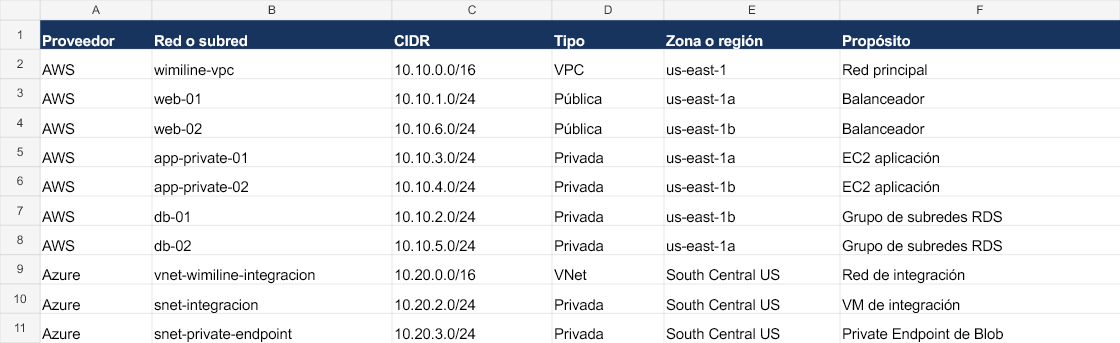 A B C D E F
1 Proveedor Red o subred CIDR Tipo Zona o región Propósito
2 AWS wimiline-vpc 10.10.0.0/16 VPC us-east-1 Red principal
3 AWS web-01 10.10.1.0/24 Pública us-east-1a Balanceador
4 AWS web-02 10.10.6.0/24 Pública us-east-1b Balanceador
5 AWS app-private-01 10.10.3.0/24 Privada us-east-1a EC2 aplicación
6 AWS app-private-02 10.10.4.0/24 Privada us-east-1b EC2 aplicación
7 AWS db-01 10.10.2.0/24 Privada us-east-1b Grupo de subredes RDS
8 AWS db-02 10.10.5.0/24 Privada us-east-1a Grupo de subredes RDS
9 Azure vnet-wimiline-integracion 10.20.0.0/16 VNet South Central US Red de integración
10 Azure snet-integracion 10.20.2.0/24 Privada South Central US VM de integración
11 Azure snet-private-endpoint 10.20.3.0/24 Privada South Central US Private Endpoint de Blob